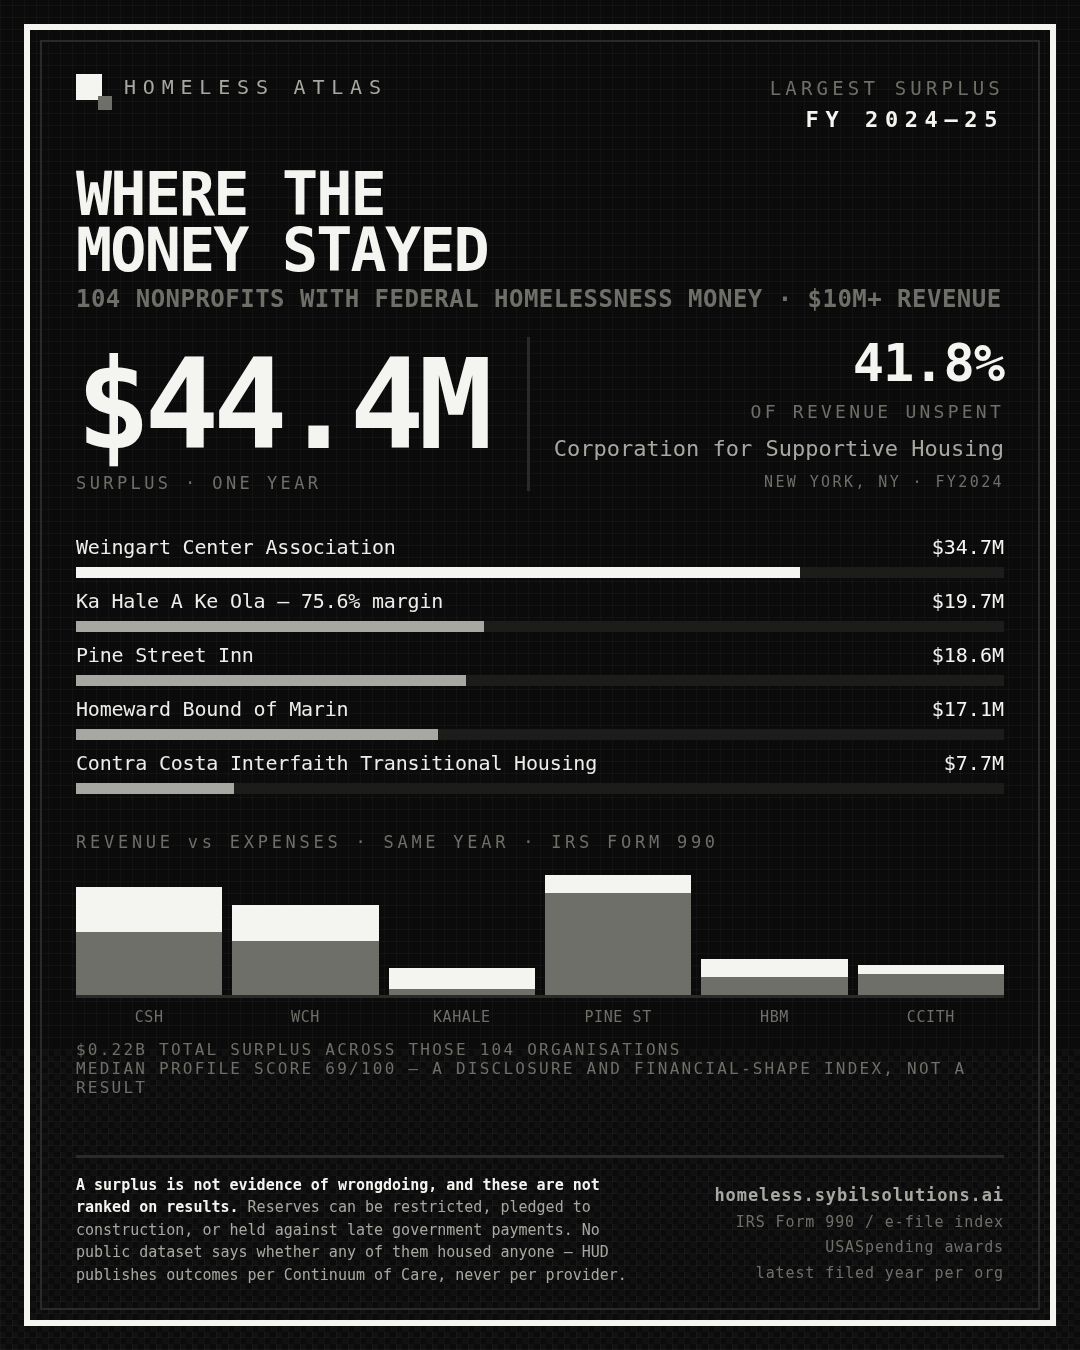 HOMELESS ATLAS
LARGEST SURPLUS
FY 2024—25
WHERE THE
MONEY STAYED
104 NONPROFITS WITH FEDERAL HOMELESSNESS MONEY · $10M+ REVENUE
$44.4M
SURPLUS · ONE YEAR
41.8%
OF REVENUE UNSPENT
Corporation for Supportive Housing
NEW YORK, NY · FY2024
Weingart Center Association $34.7M
Ka Hale A Ke Ola — 75.6% margin $19.7M
Pine Street Inn $18.6M
Homeward Bound of Marin $17.1M
Contra Costa Interfaith Transitional Housing $7.7M
REVENUE vs EXPENSES · SAME YEAR · IRS FORM 990
CSH WCH KAHALE PINE ST HBM CCITH
$0.22B TOTAL SURPLUS ACROSS THOSE 104 ORGANISATIONS
MEDIAN PROFILE SCORE 69/100 — A DISCLOSURE AND FINANCIAL-SHAPE INDEX, NOT A
RESULT
A surplus is not evidence of wrongdoing, and these are not
ranked on results. Reserves can be restricted, pledged to
construction, or held against late government payments. No
public dataset says whether any of them housed anyone — HUD
publishes outcomes per Continuum of Care, never per provider.
homeless.sybilsolutions.ai
IRS Form 990 / e-file index
USASpending awards
latest filed year per org